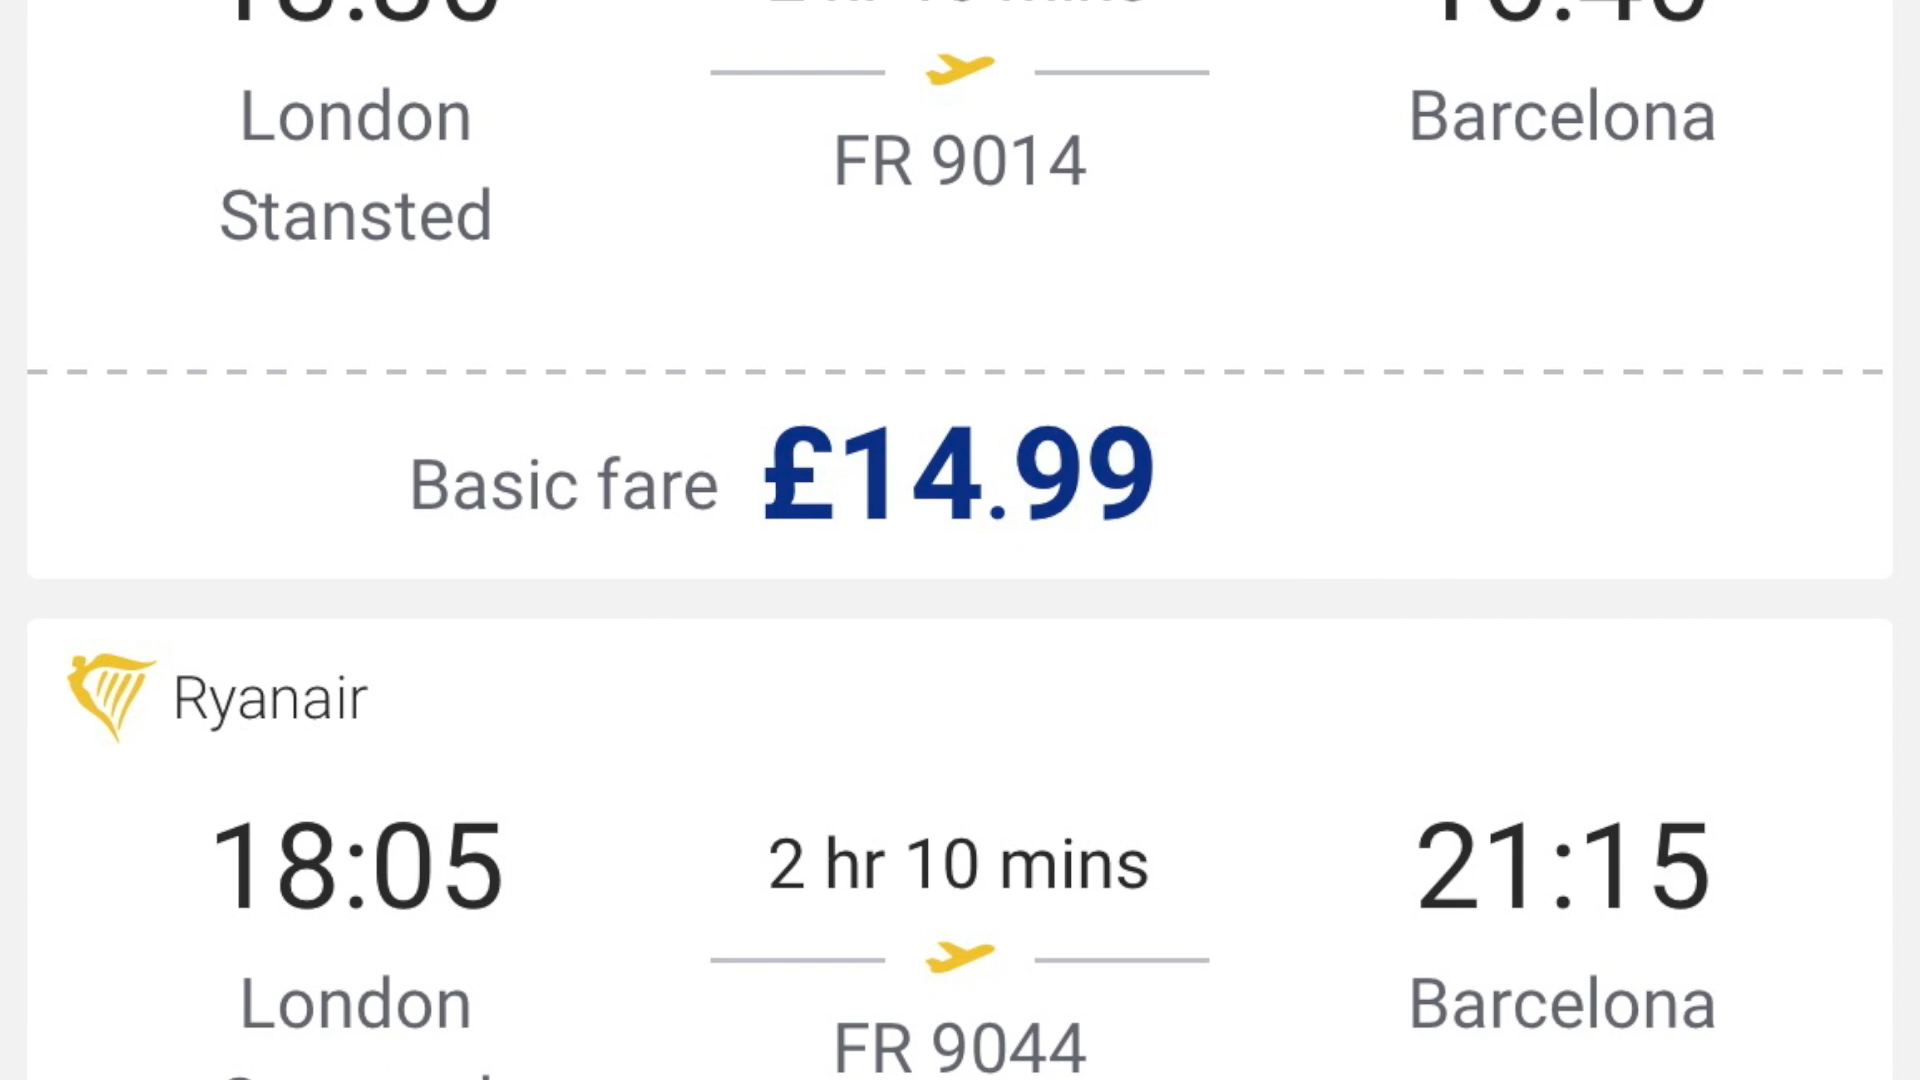 London
Stansted
FR 9014
Barcelona
Basic fare £14.99
Ryanair
18:05
2 hr 10 mins
21:15
London
FR 9044
Barcelona